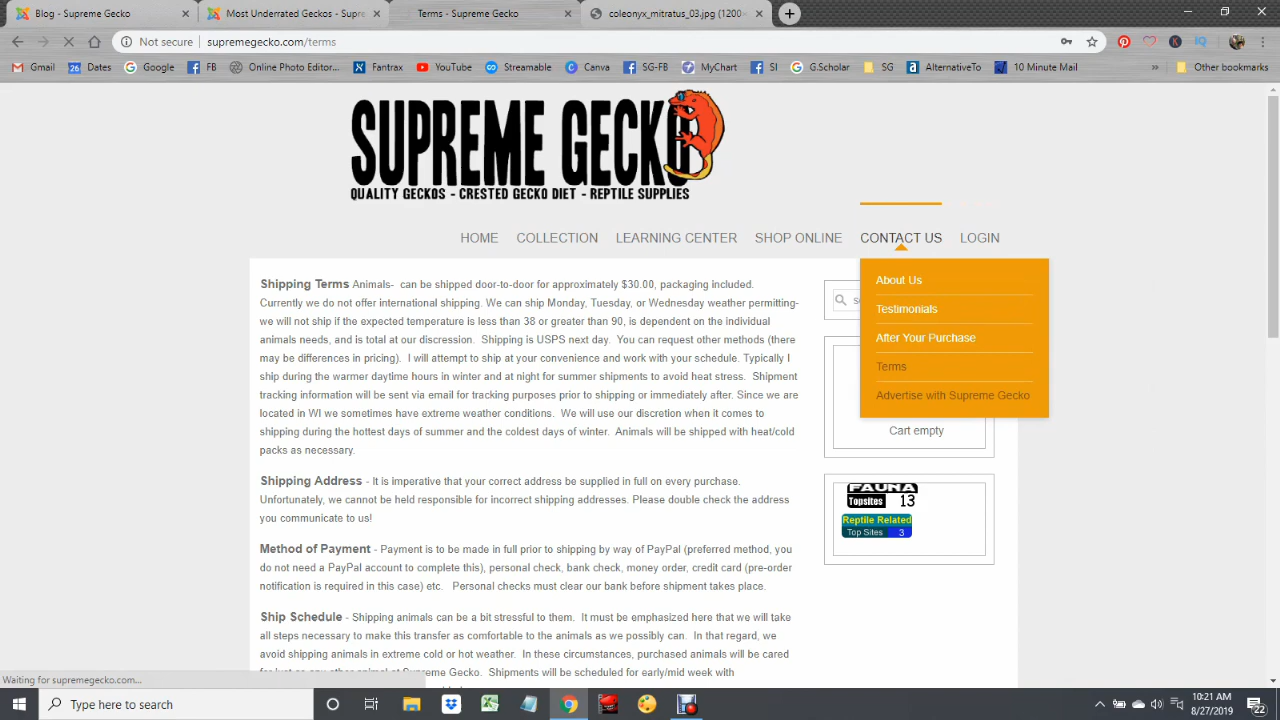 Blog - Supreme Gecko
Most Underrated Geckos - Supre
Terms - Supreme Gecko
coleonyx_mitratus_03.jpg (1200×
Not secure
supremegecko.com/terms
Gmail
26 Dates
Google
FB
Online Photo Editor...
Fantrax
YouTube
Streamable
Canva
SG-FB
MyChart
SI
G.Scholar
SG
AlternativeTo
10 Minute Mail
Other bookmarks
SUPREME GECKO
QUALITY GECKOS - CRESTED GECKO DIET - REPTILE SUPPLIES
HOME COLLECTION LEARNING CENTER SHOP ONLINE CONTACT US LOGIN
About Us
Testimonials
After Your Purchase
Terms
Advertise with Supreme Gecko
Shipping Terms Animals- can be shipped door-to-door for approximately $30.00, packaging included.
Currently we do not offer international shipping. We can ship Monday, Tuesday, or Wednesday weather permitting-
we will not ship if the expected temperature is less than 38 or greater than 90, is dependent on the individual
animals needs, and is total at our discression. Shipping is USPS next day. You can request other methods (there
may be differences in pricing). I will attempt to ship at your convenience and work with your schedule. Typically I
ship during the warmer daytime hours in winter and at night for summer shipments to avoid heat stress. Shipment
tracking information will be sent via email for tracking purposes prior to shipping or immediately after. Since we are
located in WI we sometimes have extreme weather conditions. We will use our discretion when it comes to
shipping during the hottest days of summer and the coldest days of winter. Animals will be shipped with heat/cold
packs as necessary.
Shipping Address - It is imperative that your correct address be supplied in full on every purchase.
Unfortunately, we cannot be held responsible for incorrect shipping addresses. Please double check the address
you communicate to us!
Method of Payment - Payment is to be made in full prior to shipping by way of PayPal (preferred method, you
do not need a PayPal account to complete this), personal check, bank check, money order, credit card (pre-order
notification is required in this case) etc. Personal checks must clear our bank before shipment takes place.
Ship Schedule - Shipping animals can be a bit stressful to them. It must be emphasized here that we will take
all steps necessary to make this transfer as comfortable to the animals as we possibly can. In that regard, we
avoid shipping animals in extreme cold or hot weather. In these circumstances, purchased animals will be cared
for just as any other animal at Supreme Gecko. Shipments will be scheduled for early/mid week with
Cart empty
FAUNA
Topsites 13
Reptile Related
Top Sites 3
Waiting for supremegecko.com...
Type here to search
10:21 AM
8/27/2019
22